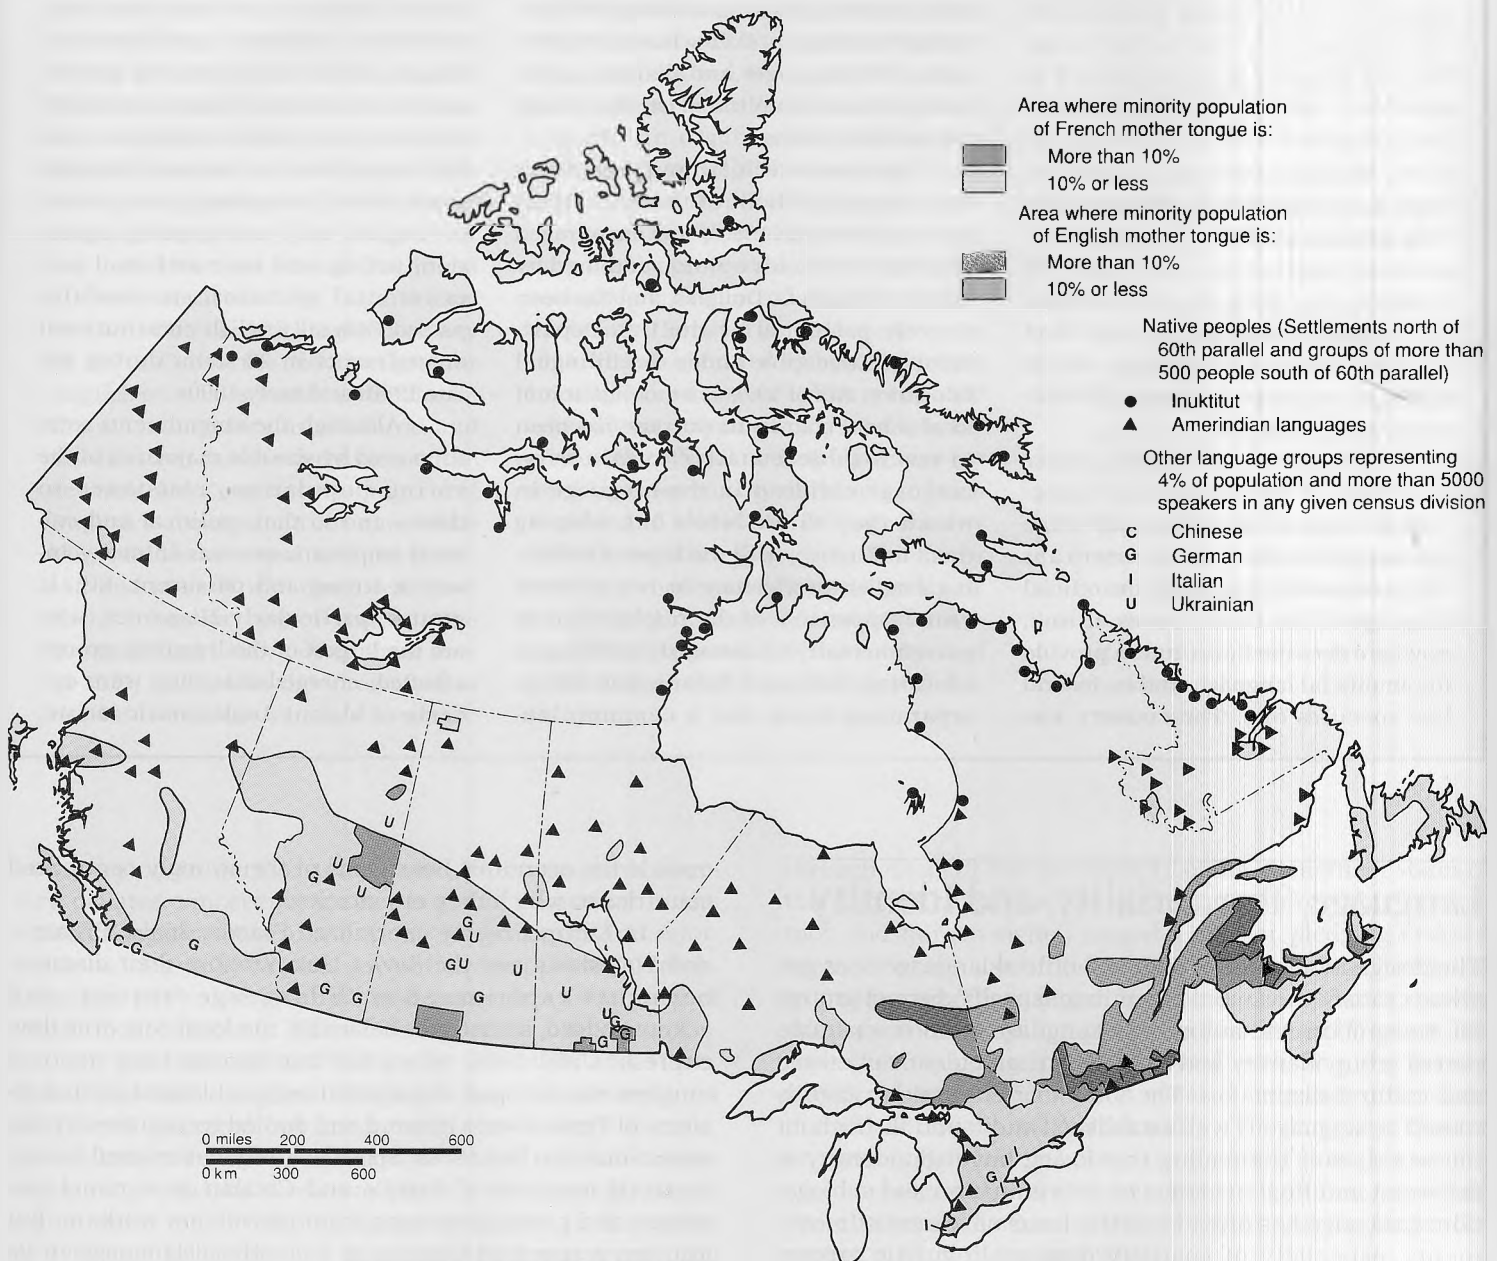 Area where minority population
of French mother tongue is:
More than 10%
10% or less
Area where minority population
of English mother tongue is:
More than 10%
10% or less
Native peoples (Settlements north of
60th parallel and groups of more than
500 people south of 60th parallel)
Inuktitut
Amerindian languages
Other language groups representing
4% of population and more than 5000
speakers in any given census division
C Chinese
G German
I Italian
U Ukrainian
U
U
G
U
G
U
C-G
G
GU
U
G
G
G
G
U
G
G
G
I
I
0 miles 200 400 600
0 km 300 600